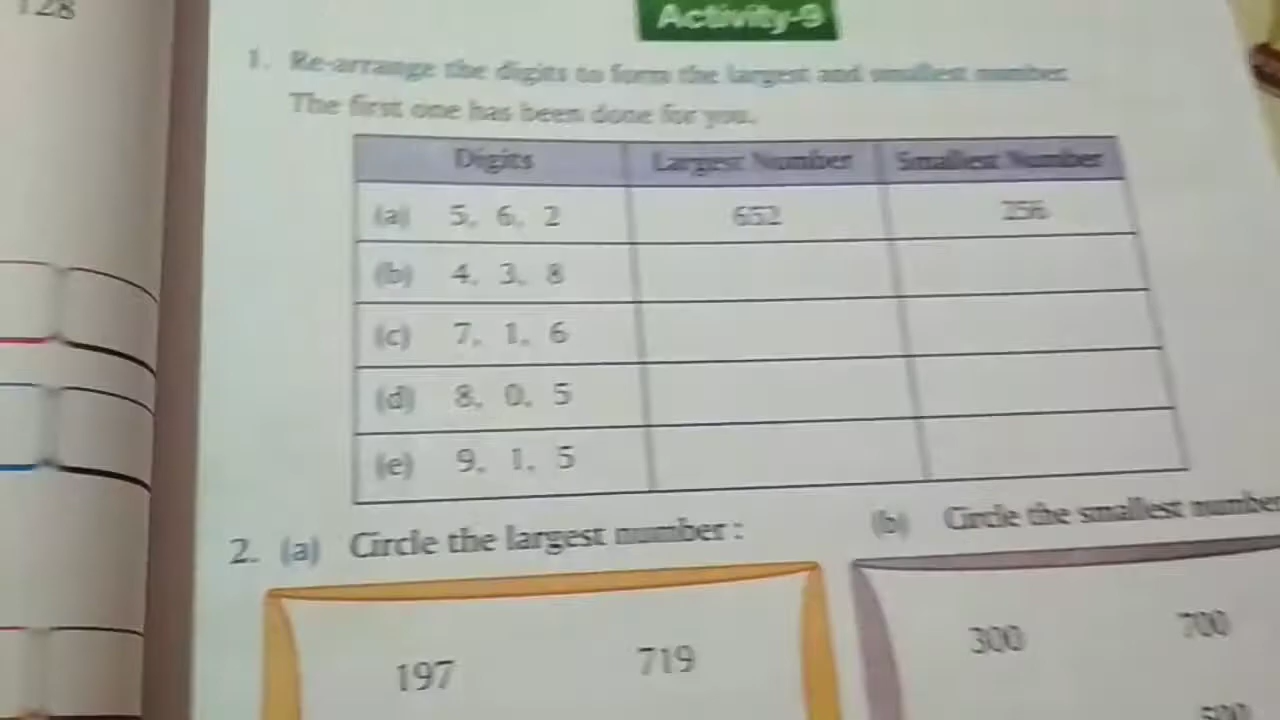 128
Activity-9
1. Re-arrange the digits to form the largest and smallest number.
The first one has been done for you.
Digits Largest Number Smallest Number
(a) 5, 6, 2 652 256
(b) 4, 3, 8
(c) 7, 1, 6
(d) 8, 0, 5
(e) 9, 1, 5
2. (a) Circle the largest number : (b) Circle the smallest number
197 719 300 700
500